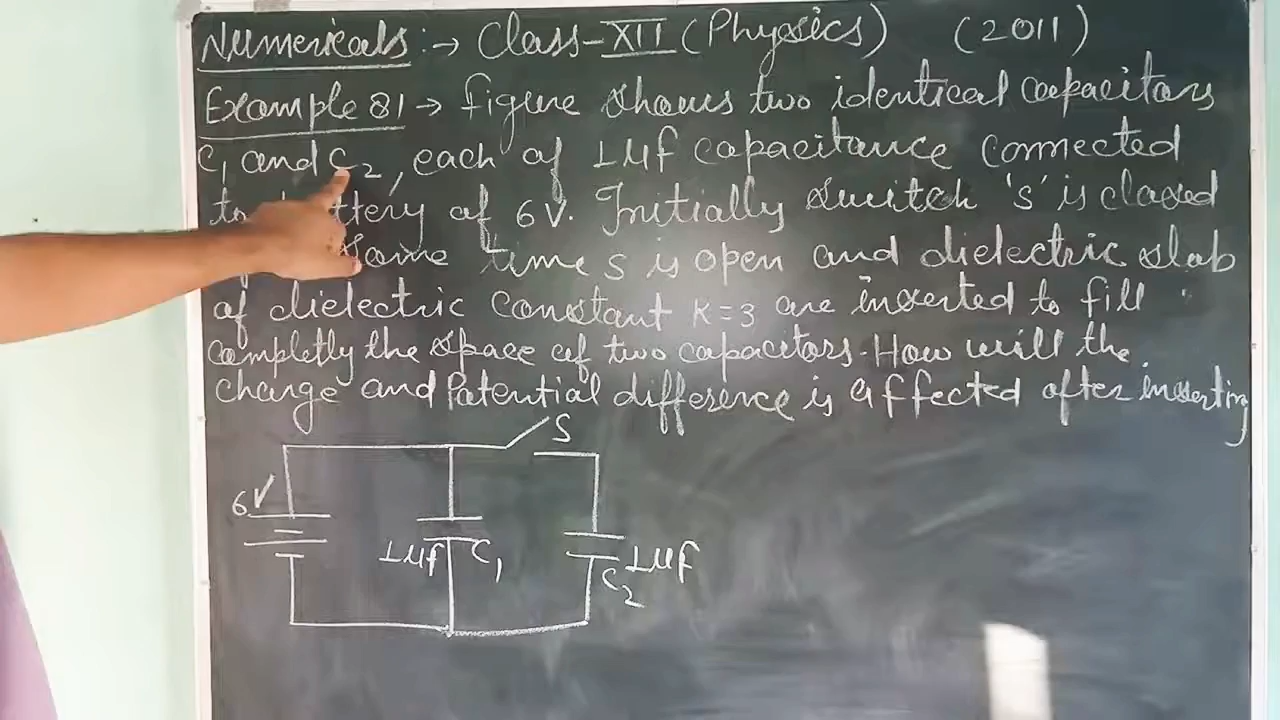 Numericals :→ Class-XII (Physics) (2011)
Example 81 → figure shows two identical capacitors
C1 and C2, each of 1μf capacitance connected
to battery of 6V. Initially switch 's' is closed
some time s is open and dielectric slab
of dielectric constant K=3 are inserted to fill
completly the space of two capacitors. How will the
charge and Potential difference is affected after inserting
S
6V
1μf C1
1μf
C2